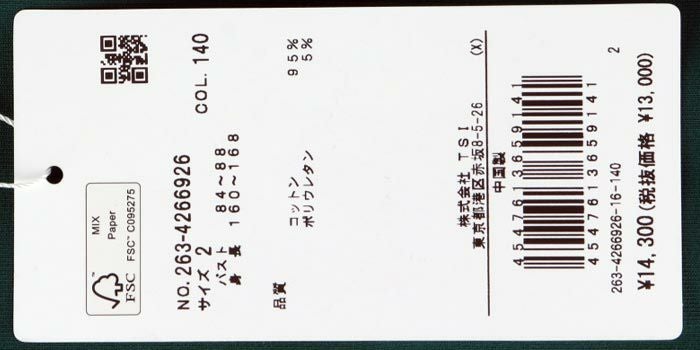 MIX
Paper
FSC™ C095275
FSC
NO. 263-4266926 COL. 140
サイズ 2
バスト 84~88
身 長 160~168
品質
コットン 95%
ポリウレタン 5%
株式会社 TSI
東京都港区赤坂8-5-26 (X)
中国製
4547613659141
4547613659141
263-4266926-16-140 2
¥14,300(税抜価格 ¥13,000)